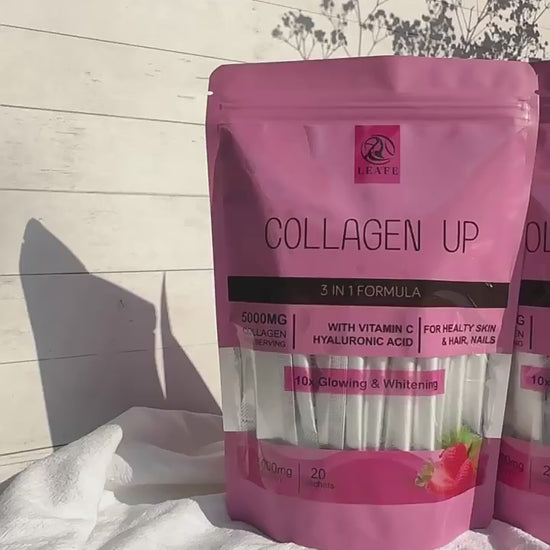 LEAFE
COLLAGEN UP
3 IN 1 FORMULA
5000MG
COLLAGEN
SERVING
WITH VITAMIN C
HYALURONIC ACID
FOR HEALTY SKIN
& HAIR, NAILS
10x Glowing & Whitening
20
10x